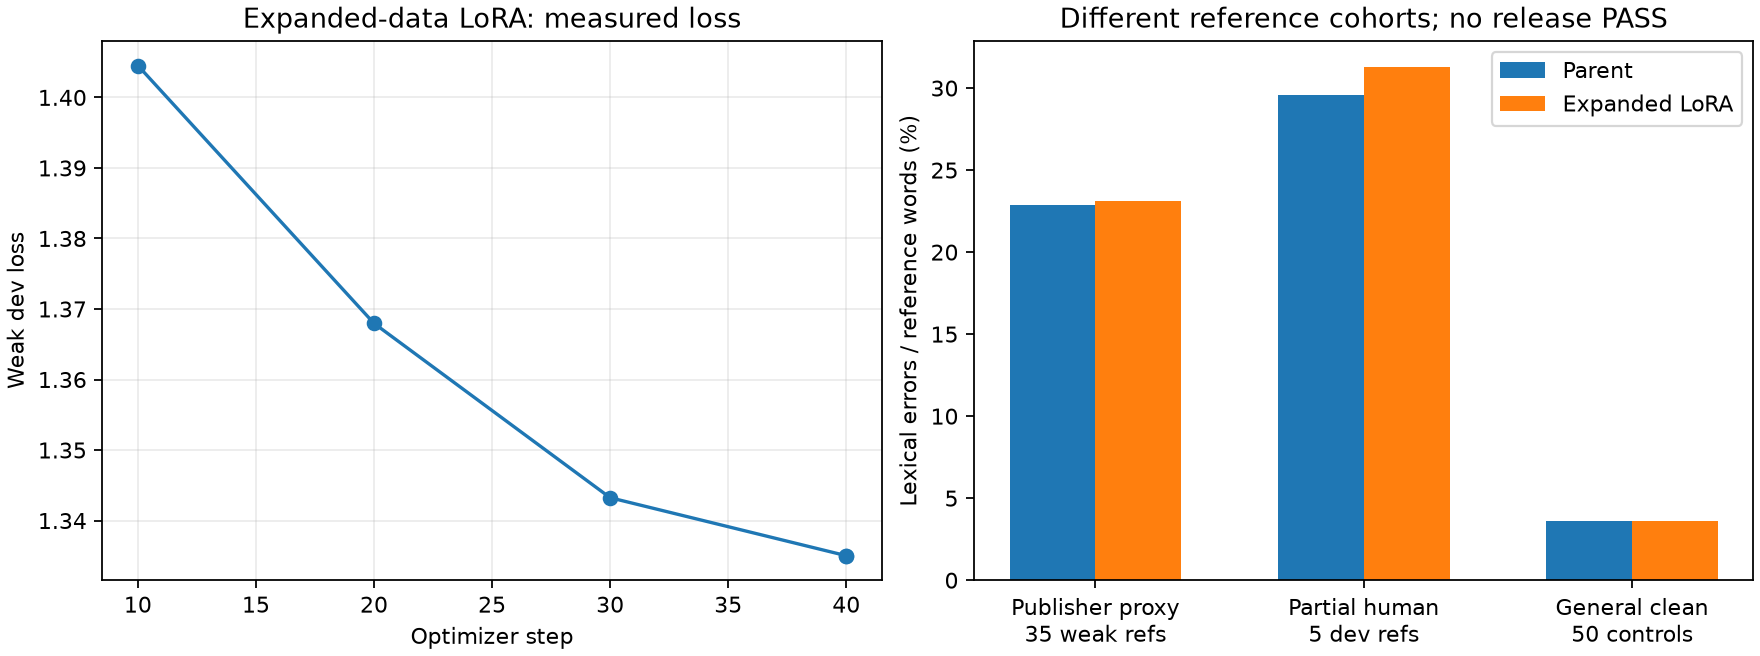 Expanded-data LoRA: measured loss
Weak dev loss
1.40
1.39
1.38
1.37
1.36
1.35
1.34
10 15 20 25 30 35 40
Optimizer step
Different reference cohorts; no release PASS
Lexical errors / reference words (%)
30
25
20
15
10
5
0
Parent
Expanded LoRA
Publisher proxy
35 weak refs
Partial human
5 dev refs
General clean
50 controls